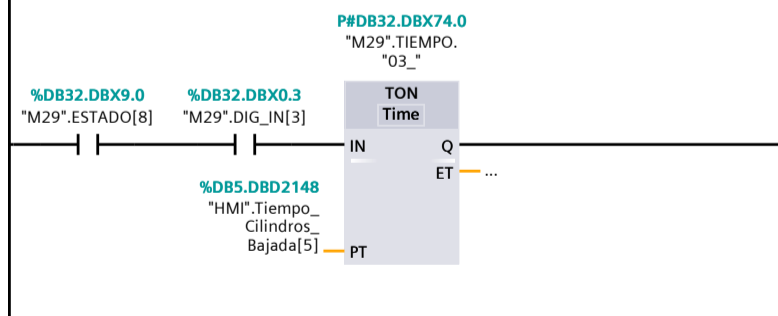 P#DB32.DBX74.0
"M29".TIEMPO.
"03_"
%DB32.DBX9.0
"M29".ESTADO[8]
%DB32.DBX0.3
"M29".DIG_IN[3]
TON
Time
IN
Q
ET
...
%DB5.DBD2148
"HMI".Tiempo_
Cilindros_
Bajada[5]
PT